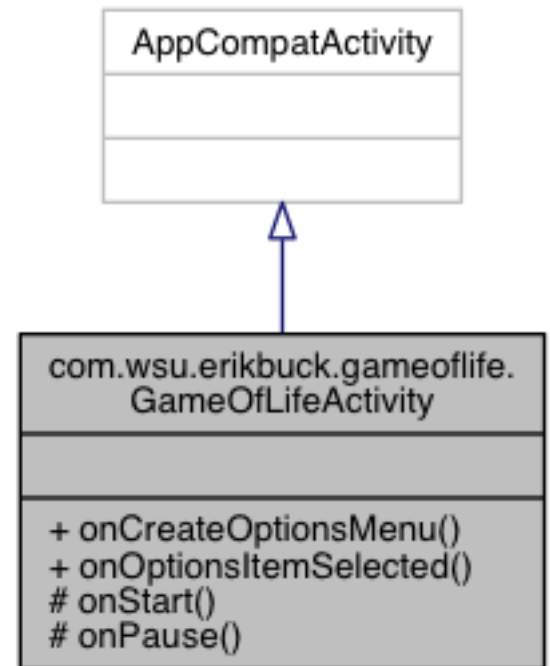 AppCompatActivity
com.wsu.erikbuck.gameoflife.
GameOfLifeActivity
+ onCreateOptionsMenu()
+ onOptionsItemSelected()
# onStart()
# onPause()